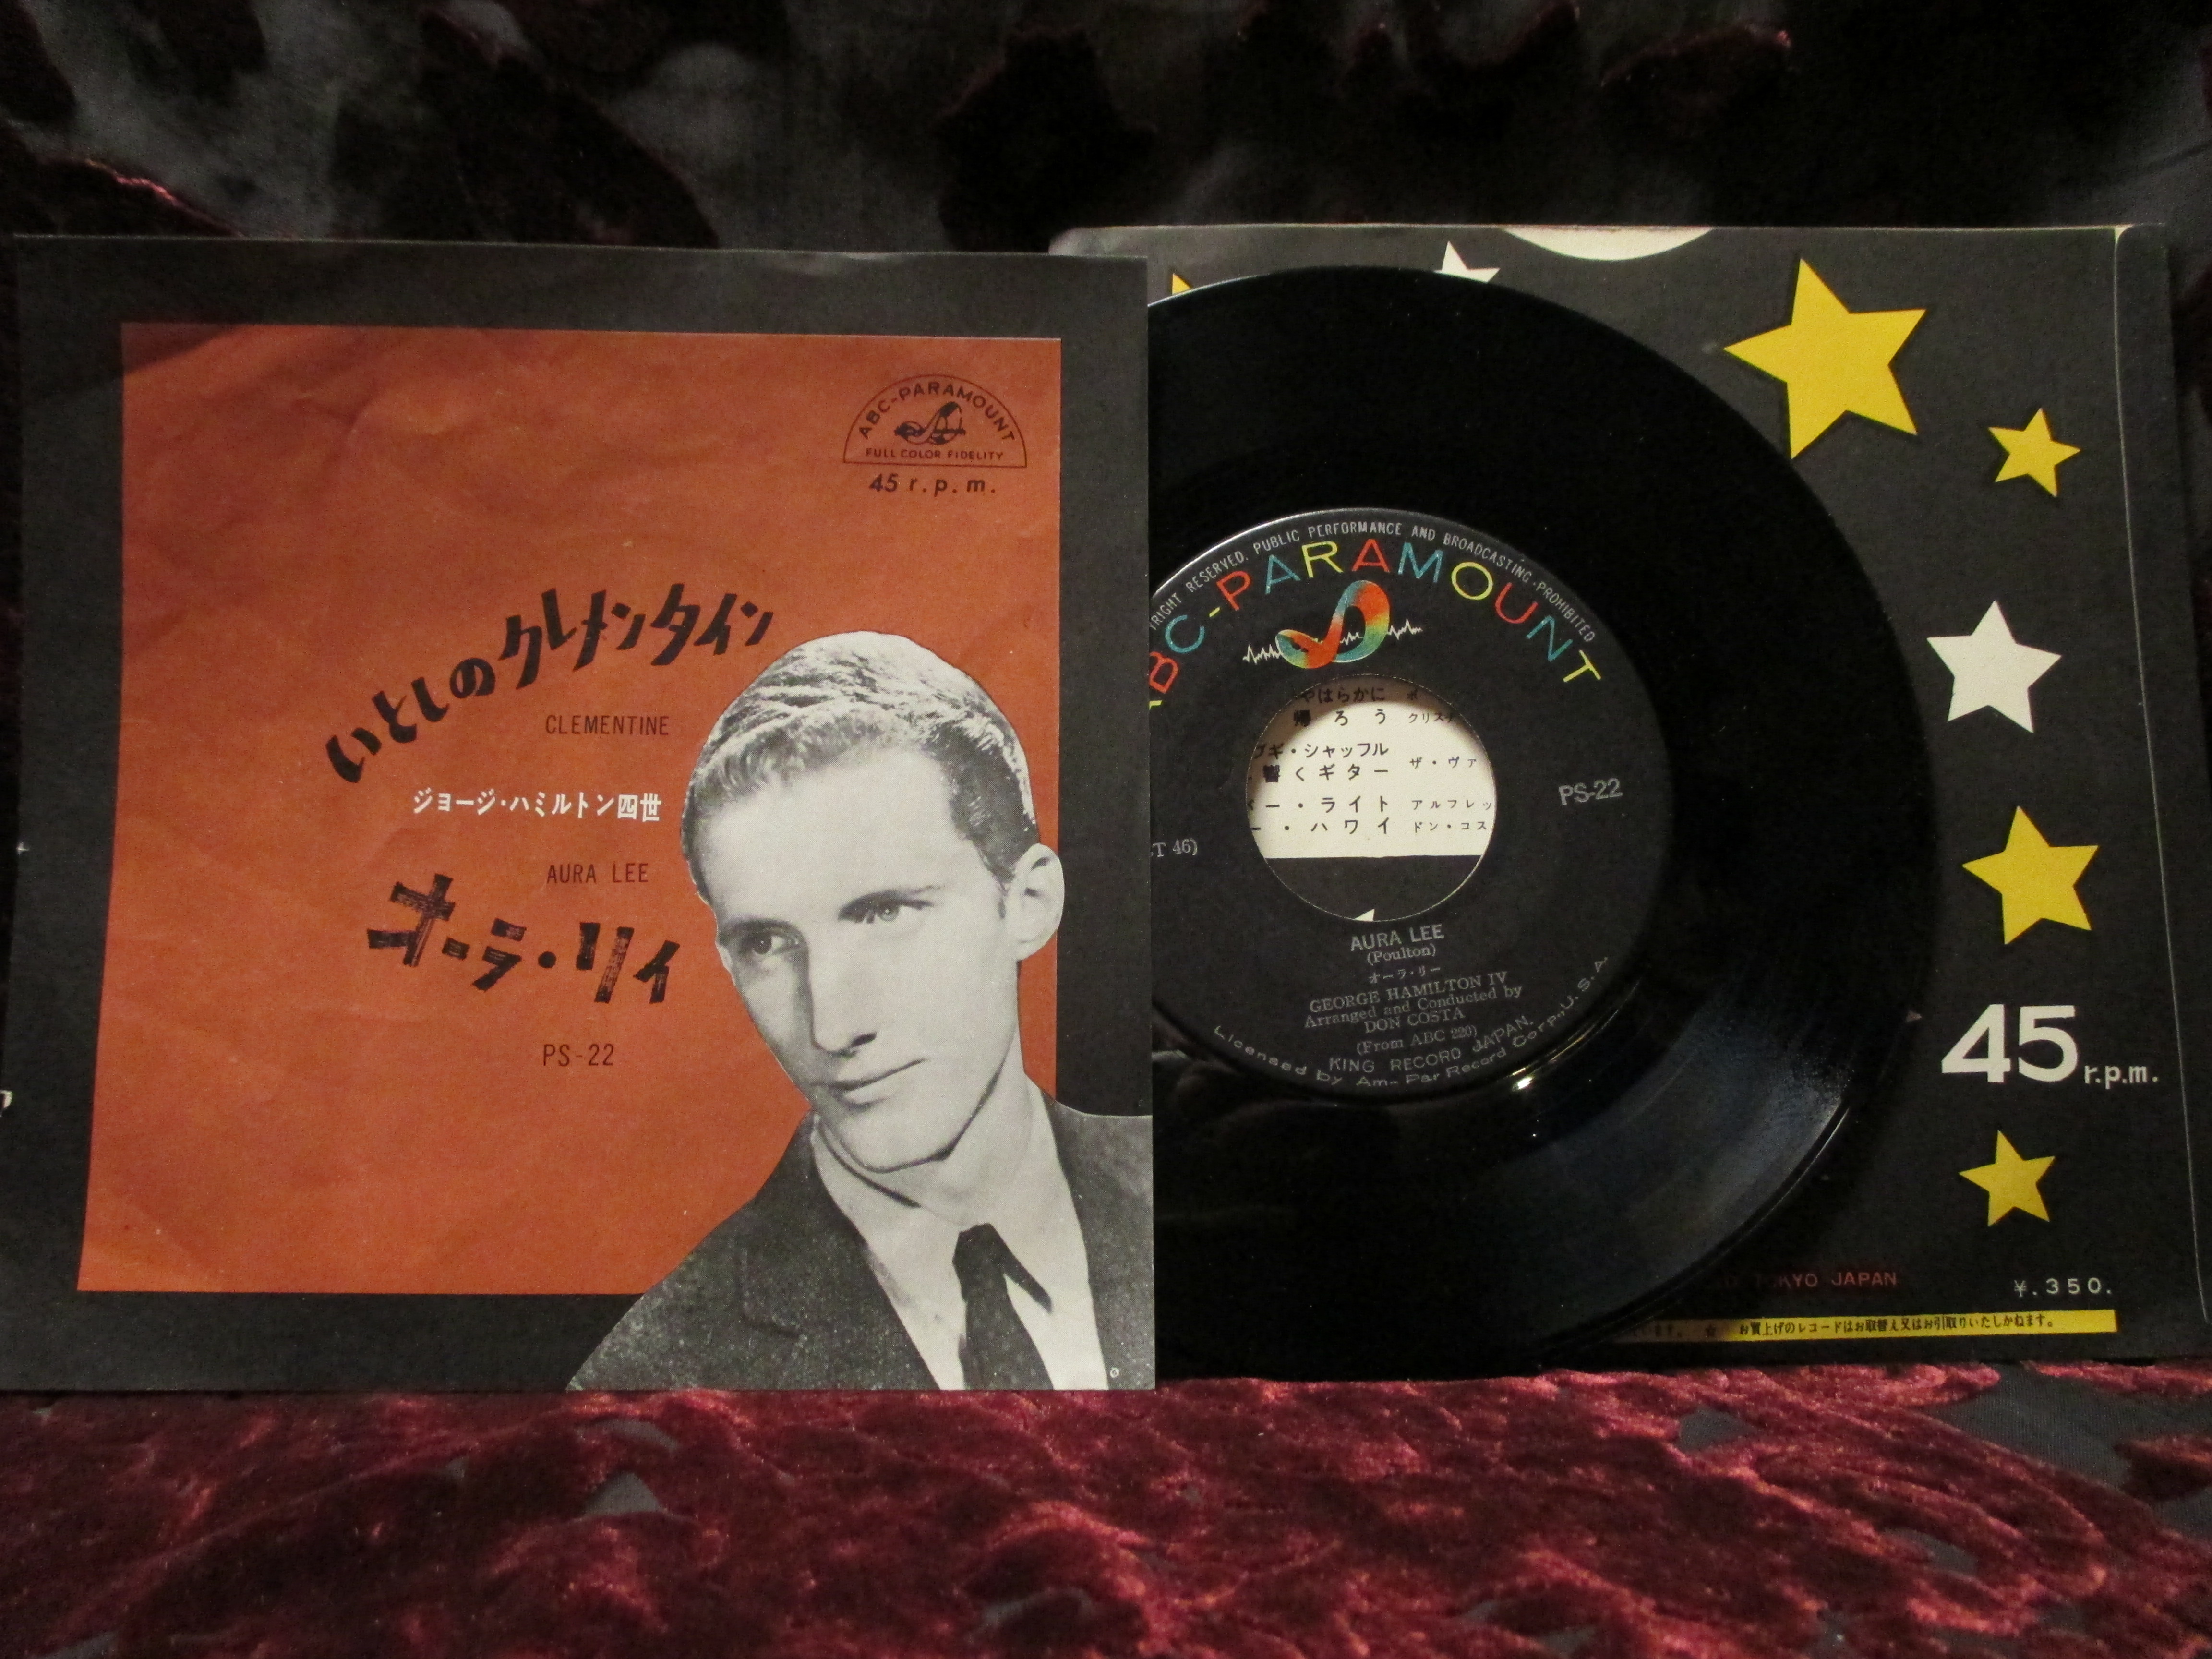 ABC-PARAMOUNT
FULL COLOR FIDELITY
45 r.p.m.
いとしのクレメンタイン
CLEMENTINE
ジョージ・ハミルトン四世
AURA LEE
オーラ・リイ
PS-22
RESERVED. PUBLIC PERFORMANCE AND BROADCASTING-PROHIBITED
BC-PARAMOUNT
やはらかに
帰ろう クリス
ギ・シャッフル
響くギター ザ・ヴァ
ー・ライト アルフレッ
ー・ハワイ ドン・コス
PS-22
46)
AURA LEE
(Poulton)
オーラ・リー
GEORGE HAMILTON IV
Arranged and Conducted by
DON COSTA
(From ABC 220)
KING RECORD JAPAN.
Licensed by Am-Par Record Corp., U.S.A.
45 r.p.m.
TOKYO JAPAN
¥.350.
います。 ★ お買上げのレコードはお取替え又はお引取りいたしかねます。